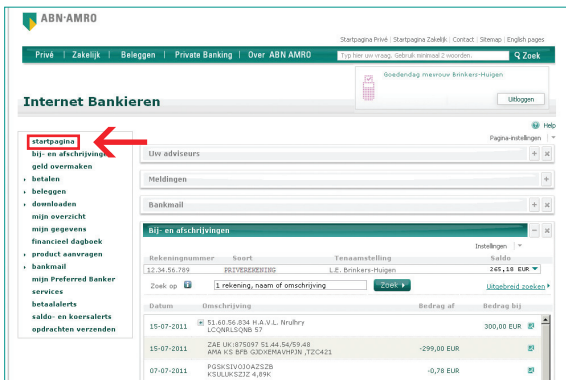 ABN·AMRO
Startpagina Privé | Startpagina Zakelijk | Contact | Sitemap | English pages
Privé | Zakelijk | Beleggen | Private Banking | Over ABN AMRO
Typ hier uw vraag. Gebruik minimaal 2 woorden.
Zoek
Goedendag mevrouw Brinkers-Huigen
Uitloggen
Internet Bankieren
Help
Pagina-instellingen
startpagina
bij- en afschrijvingen
geld overmaken
betalen
beleggen
downloaden
mijn overzicht
mijn gegevens
financieel dagboek
product aanvragen
bankmail
mijn Preferred Banker
services
betaalalerts
saldo- en koersalerts
opdrachten verzenden
Uw adviseurs
Meldingen
Bankmail
Bij- en afschrijvingen
Instellingen
Rekeningnummer Soort Tenaamstelling Saldo
12.34.56.789 PRIVEREKENING L.E. Brinkers-Huigen 265,18 EUR
Zoek op 1 rekening, naam of omschrijving Zoek Uitgebreid zoeken
Datum Omschrijving Bedrag af Bedrag bij
15-07-2011 51.60.56.834 H.A.V.L. Nrulhry 300,00 EUR
LCQNRLSQNB 57
15-07-2011 ZAE UK:875097 51.44.54/59.48 -299,00 EUR
AMA KS BFB GJDXEMAVHPJN ,TZC421
07-07-2011 PGSKSIVOJOAZSZB -0,78 EUR
KSULUKSZJZ 4,89K